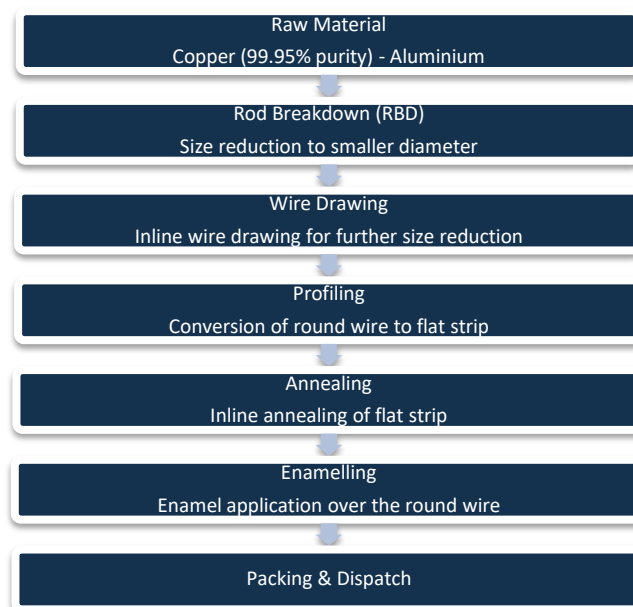 Raw Material
Copper (99.95% purity) - Aluminium
Rod Breakdown (RBD)
Size reduction to smaller diameter
Wire Drawing
Inline wire drawing for further size reduction
Profiling
Conversion of round wire to flat strip
Annealing
Inline annealing of flat strip
Enamelling
Enamel application over the round wire
Packing & Dispatch